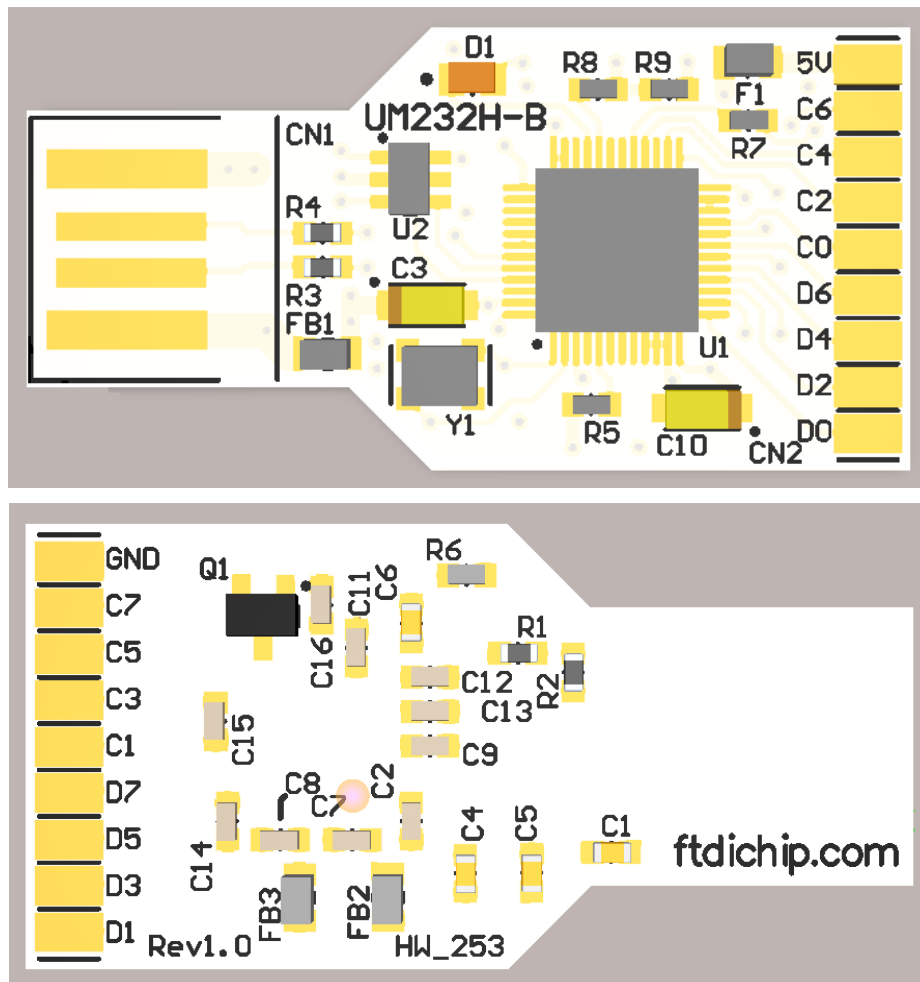 D1
R8
R9
5V
F1
C6
UM232H-B
CN1
R7
C4
R4
U2
C2
C3
C0
R3
D6
FB1
U1
D4
Y1
R5
C10
D2
CN2
D0
GND
Q1
C11
C6
R6
C7
C16
R1
R2
C5
C12
C3
C13
C15
C9
C1
D7
C8
C7
C2
D5
C14
C4
C5
C1
ftdichip.com
D3
FB3
FB2
D1
Rev1.0
HW_253